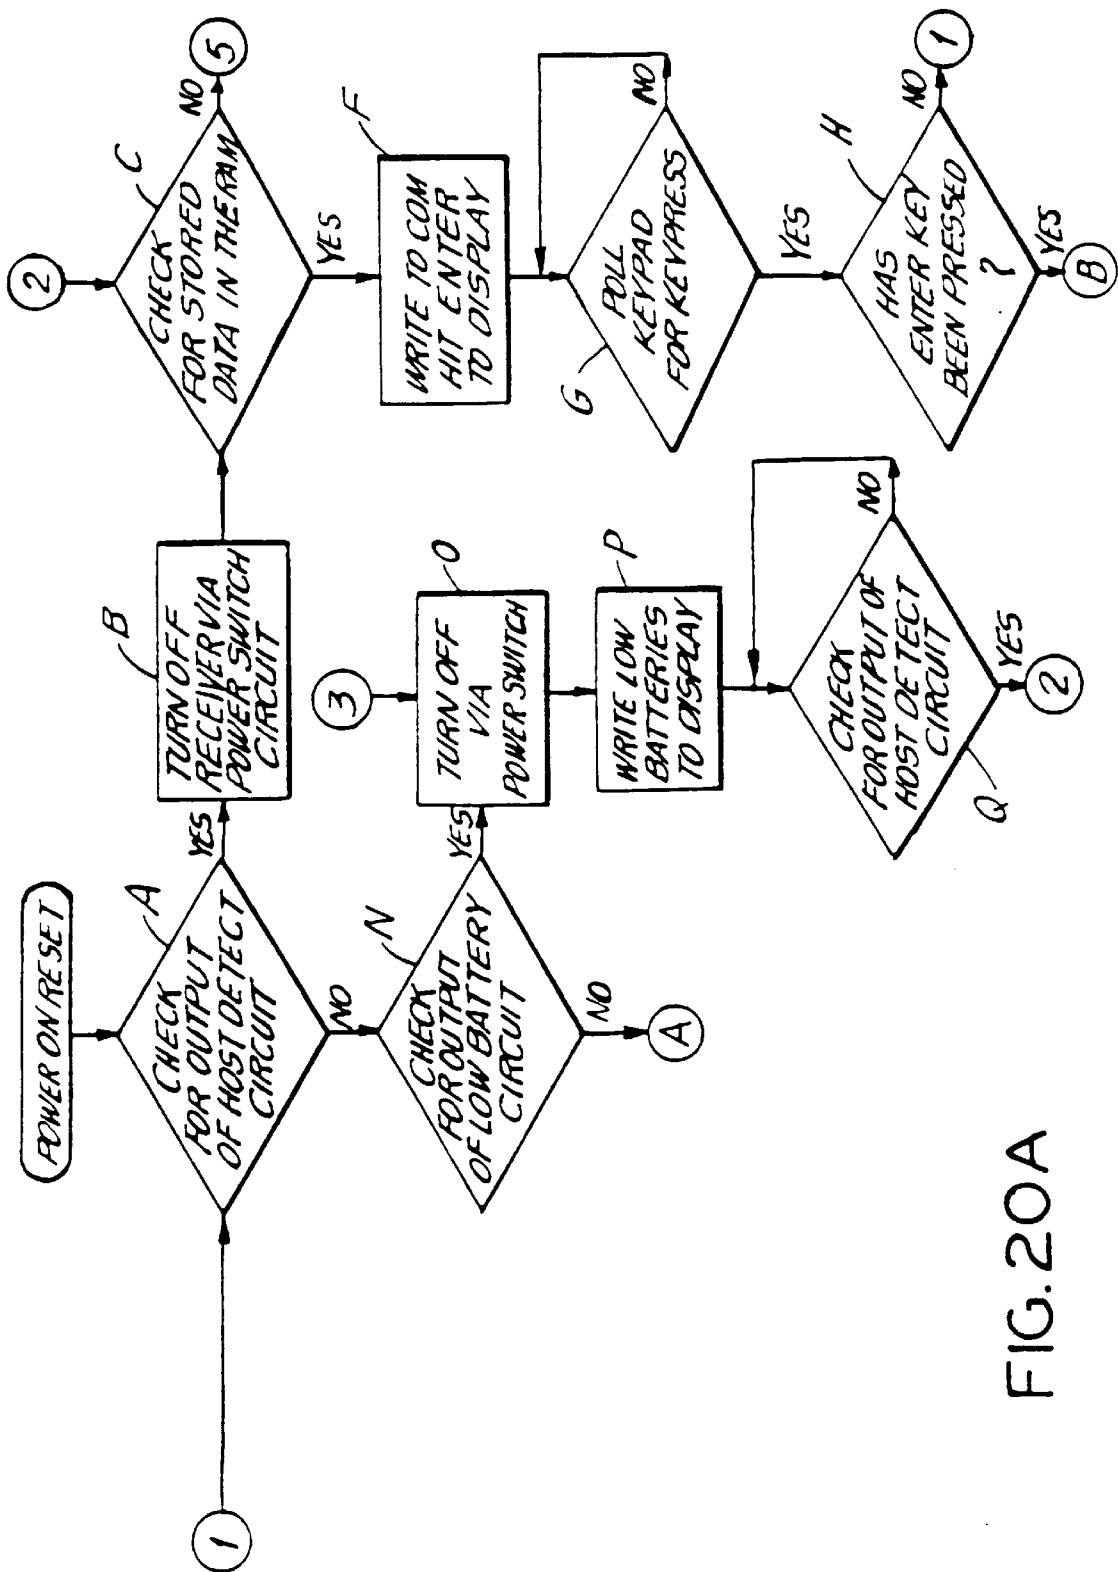 POWER ON RESET
1
A
CHECK
FOR OUTPUT
OF HOST DETECT
CIRCUIT
YES
NO
B
TURN OFF
RECEIVER VIA
POWER SWITCH
CIRCUIT
2
C
CHECK
FOR STORED
DATA IN THE RAM
NO
5
YES
F
WRITE TO COM
HIT ENTER
TO DISPLAY
G
POLL
KEYPAD
FOR KEYPRESS
NO
YES
H
HAS
ENTER KEY
BEEN PRESSED
?
NO
1
YES
B
N
CHECK
FOR OUTPUT
OF LOW BATTERY
CIRCUIT
YES
NO
A
3
O
TURN OFF
VIA
POWER SWITCH
P
WRITE LOW
BATTERIES
TO DISPLAY
Q
CHECK
FOR OUTPUT OF
HOST DETECT
CIRCUIT
NO
YES
2
FIG. 20A